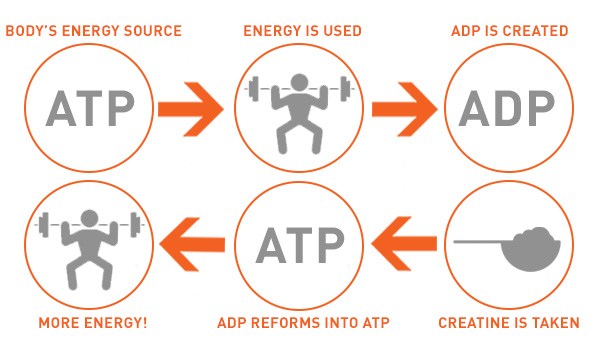 BODY'S ENERGY SOURCE
ENERGY IS USED
ADP IS CREATED
ATP
ADP
ATP
MORE ENERGY!
ADP REFORMS INTO ATP
CREATINE IS TAKEN